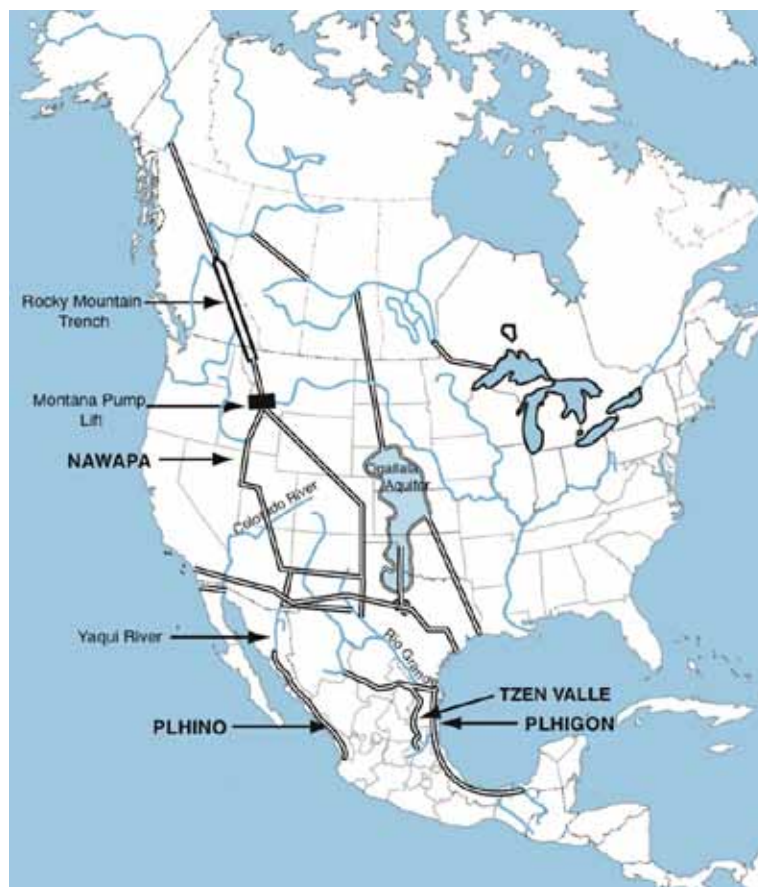 Rocky Mountain
Trench
Montana Pump
Lift
NAWAPA
Ogallala
Aquifer
Colorado River
Yaqui River
Rio Grande
TZEN VALLE
PLHINO
PLHIGON